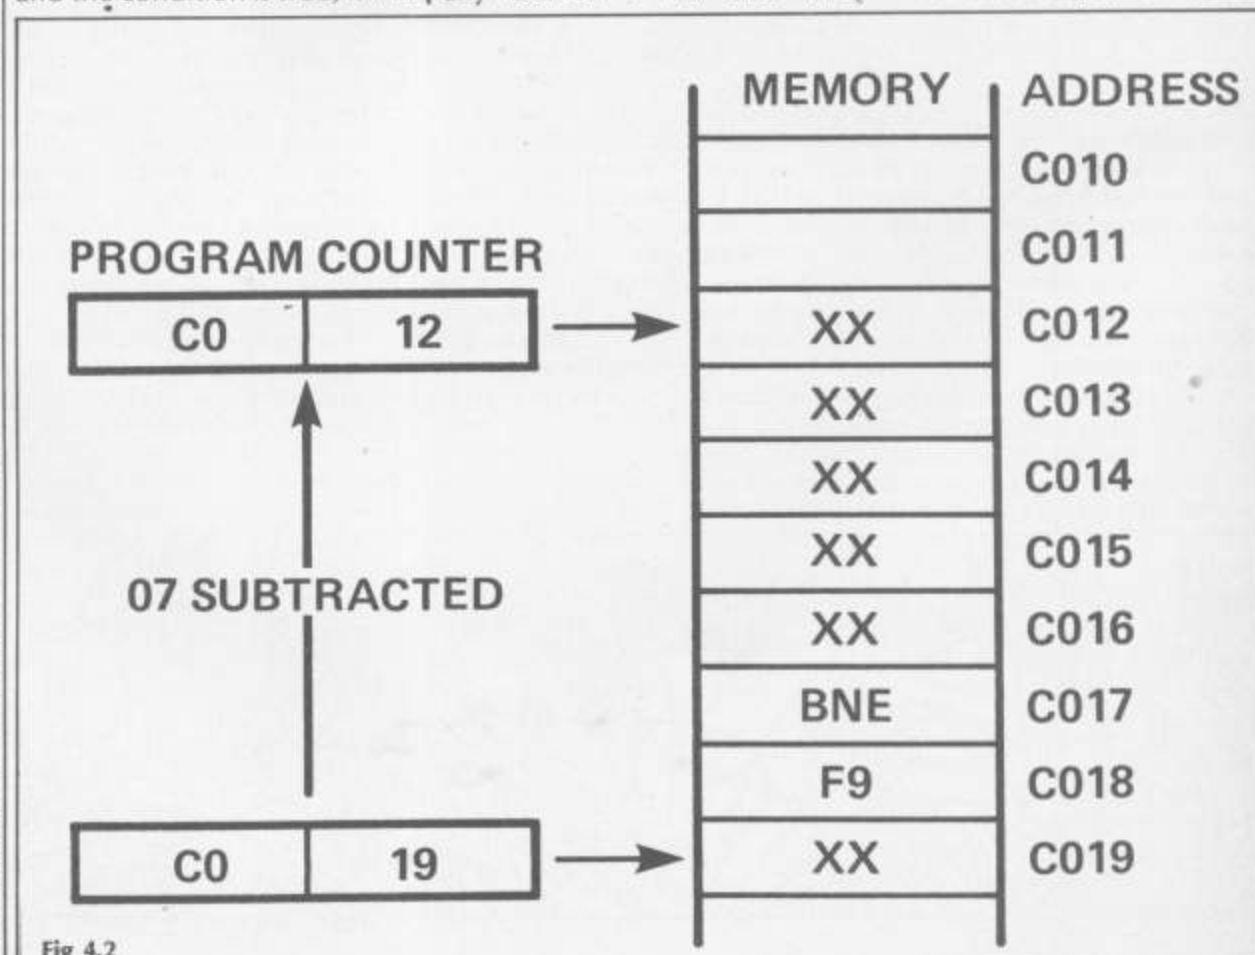 MEMORY ADDRESS
C010
PROGRAM COUNTER
C011
C0 12 XX C012
XX C013
XX C014
XX C015
07 SUBTRACTED
XX C016
BNE C017
F9 C018
C0 19 XX C019
Fig 4.2